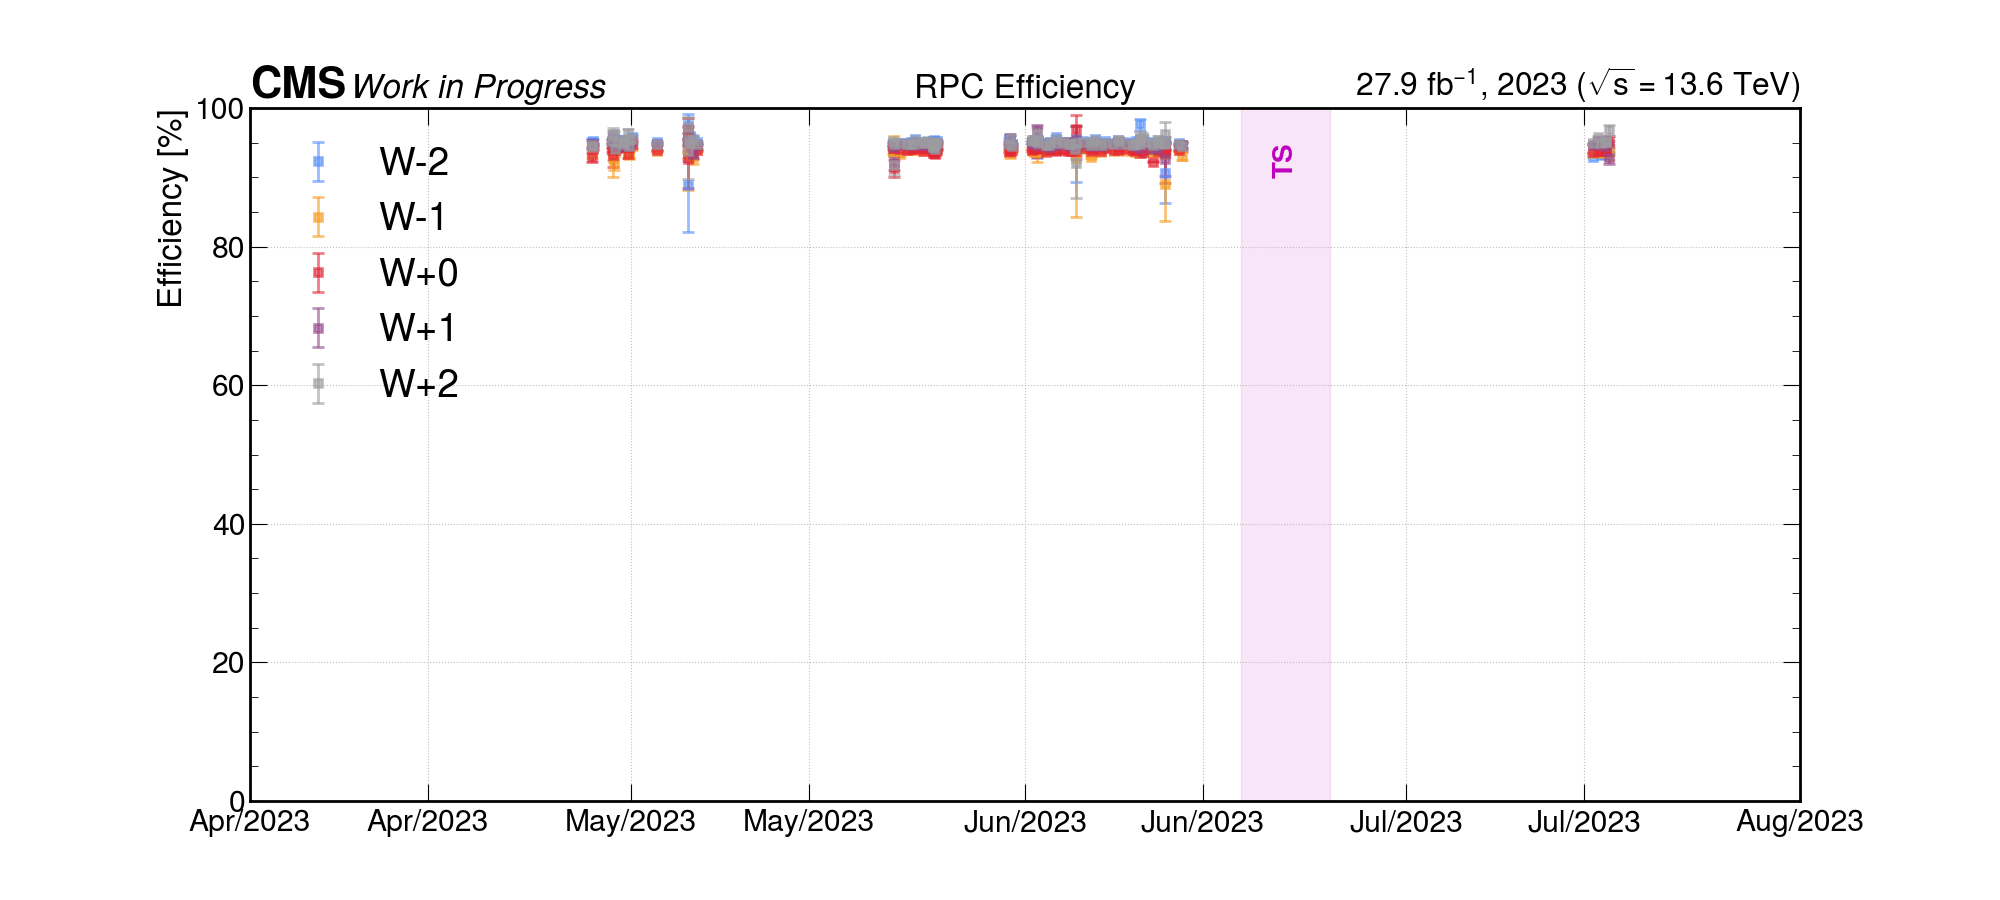 CMS Work in Progress RPC Efficiency 27.9 fb⁻¹, 2023 (√s = 13.6 TeV)
Efficiency [%]
100
80
60
40
20
0
W-2
W-1
W+0
W+1
W+2
TS
Apr/2023 Apr/2023 May/2023 May/2023 Jun/2023 Jun/2023 Jul/2023 Jul/2023 Aug/2023